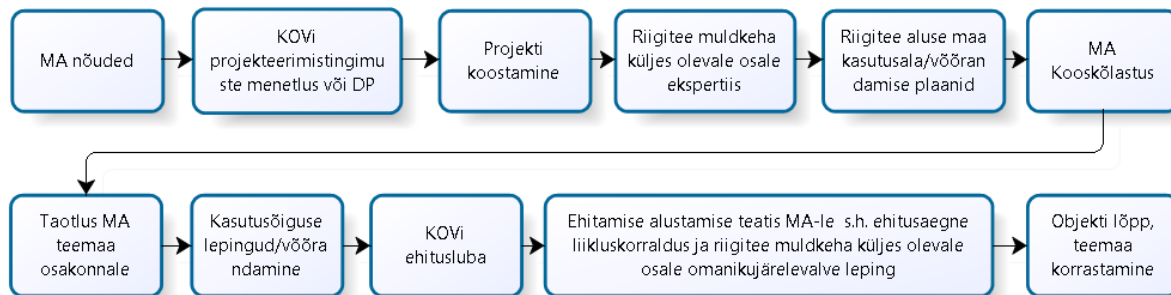 MA nõuded
KOVi
projekteerimistingimu
ste menetlus või DP
Projekti
koostamine
Riigitee muldkeha
küljes olevale osale
ekspertiis
Riigitee aluse maa
kasutusala/vööran
damise plaanid
MA
Kooskõlastus
Taotlus MA
teemaa
osakonnale
Kasutusõiguse
lepingud/vööra
ndamine
KOVi
ehitusluba
Ehitamise alustamise teatis MA-le s.h. ehitusaegne
liikluskorraldus ja riigitee muldkeha küljes olevale
osale omanikujärelevalve leping
Objekti lõpp,
teemaa
korrastamine